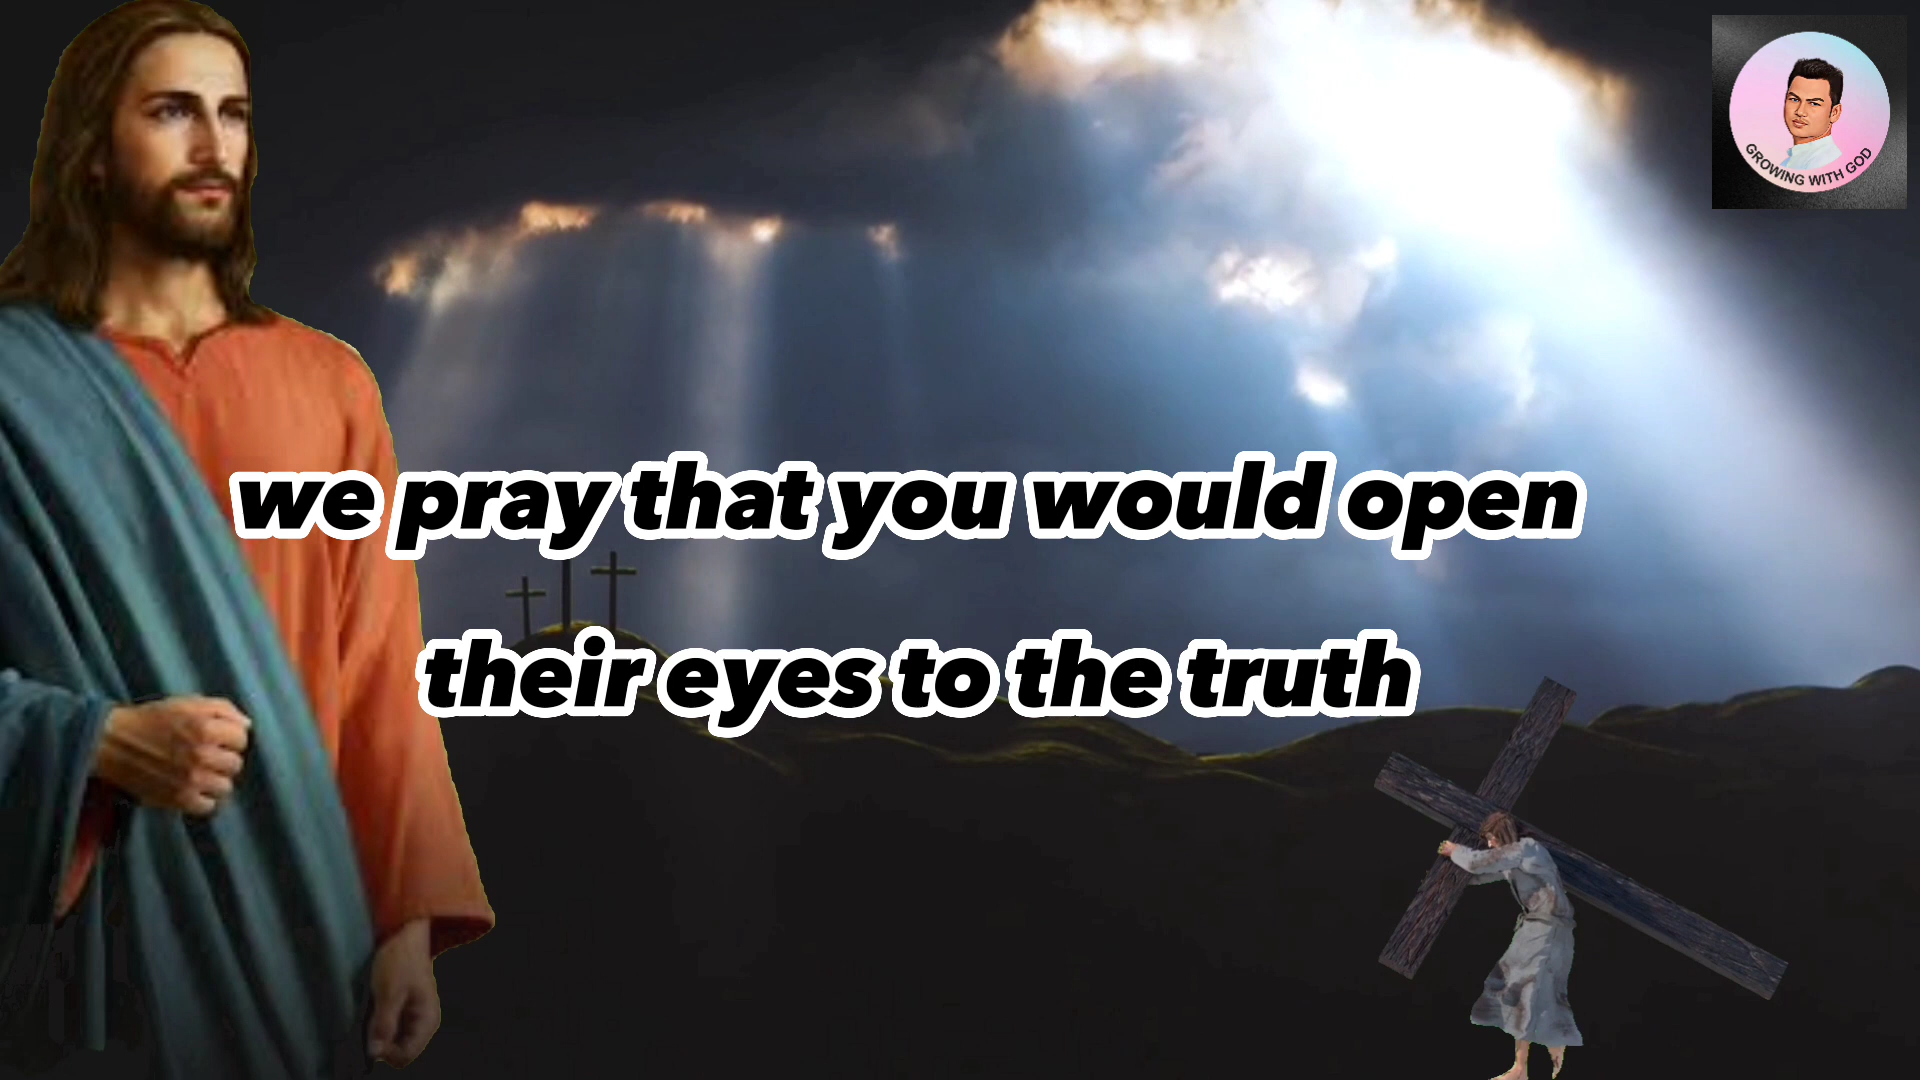 GROWING WITH GOD
we pray that you would open
their eyes to the truth